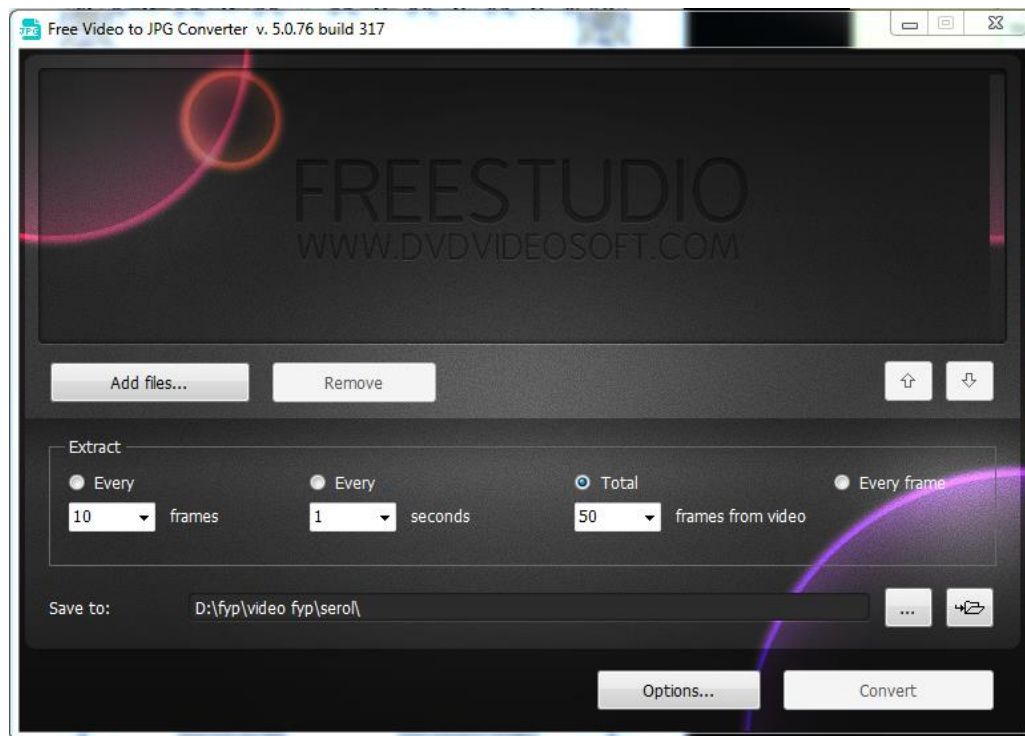 JPG Free Video to JPG Converter v. 5.0.76 build 317
FREESTUDIO
WWW.DVDVIDEOSOFT.COM
Add files...
Remove
Extract
Every
Every
Total
Every frame
10 frames
1 seconds
50 frames from video
Save to: D:\fyp\video fyp\serol\ ...
Options...
Convert